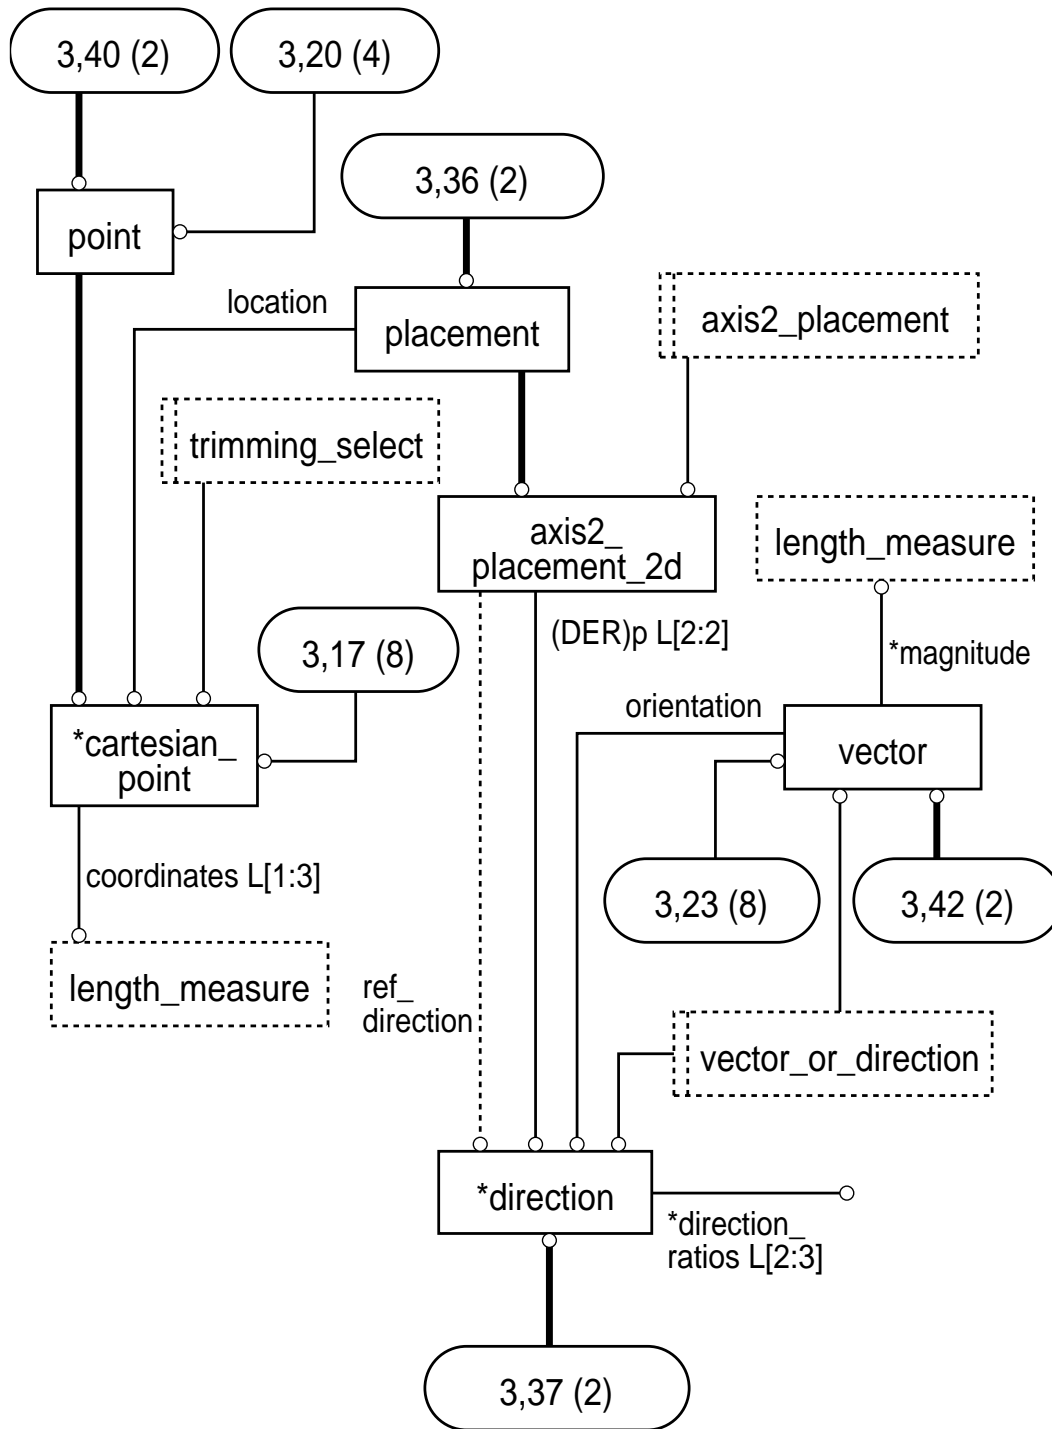 3,40 (2)
3,20 (4)
3,36 (2)
point
location
placement
axis2_placement
trimming_select
axis2_
placement_2d
length_measure
(DER)p L[2:2]
3,17 (8)
*magnitude
orientation
*cartesian_
point
vector
coordinates L[1:3]
3,23 (8)
3,42 (2)
length_measure
ref_
direction
vector_or_direction
*direction
*direction_
ratios L[2:3]
3,37 (2)